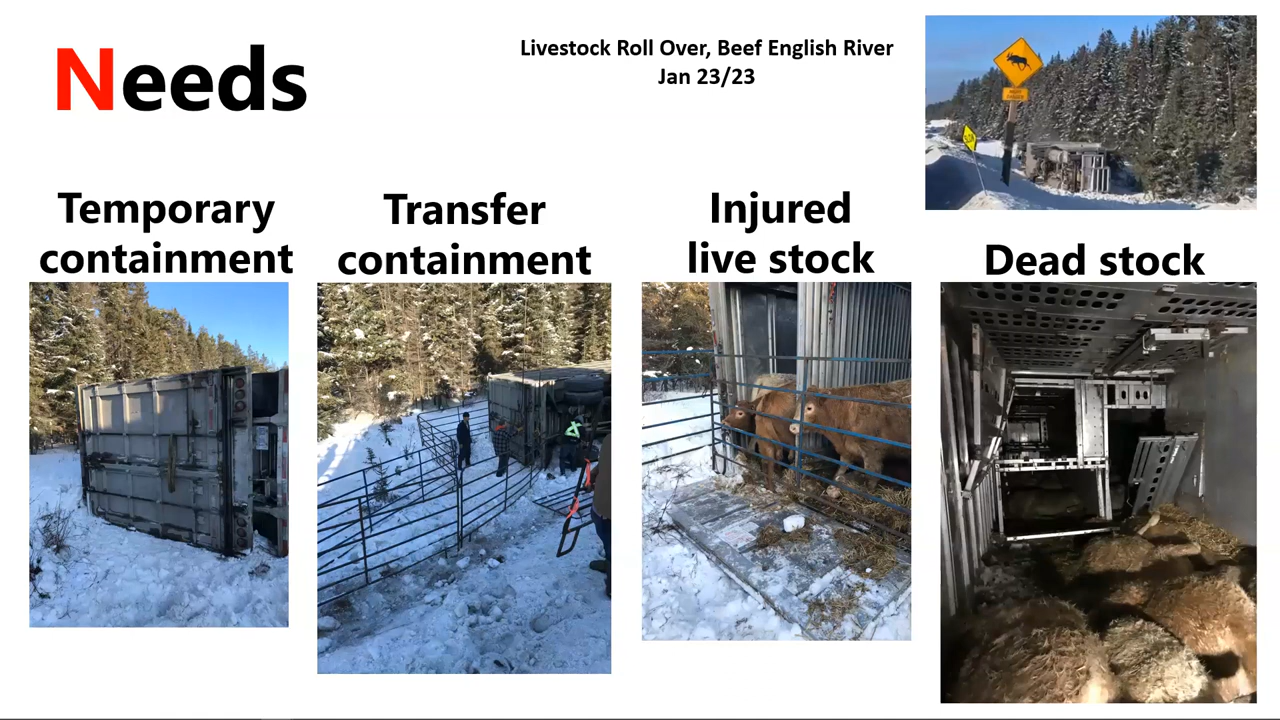 Needs
Livestock Roll Over, Beef English River
Jan 23/23
Temporary
containment
Transfer
containment
Injured
live stock
Dead stock